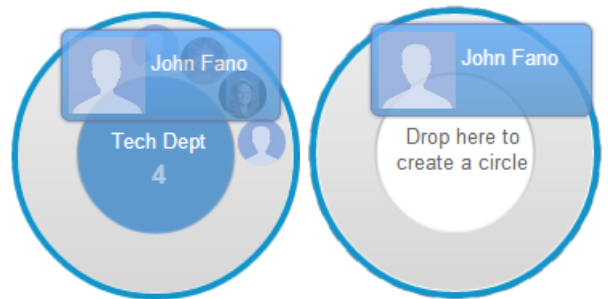 John Fano
Tech Dept
4
John Fano
Drop here to
create a circle